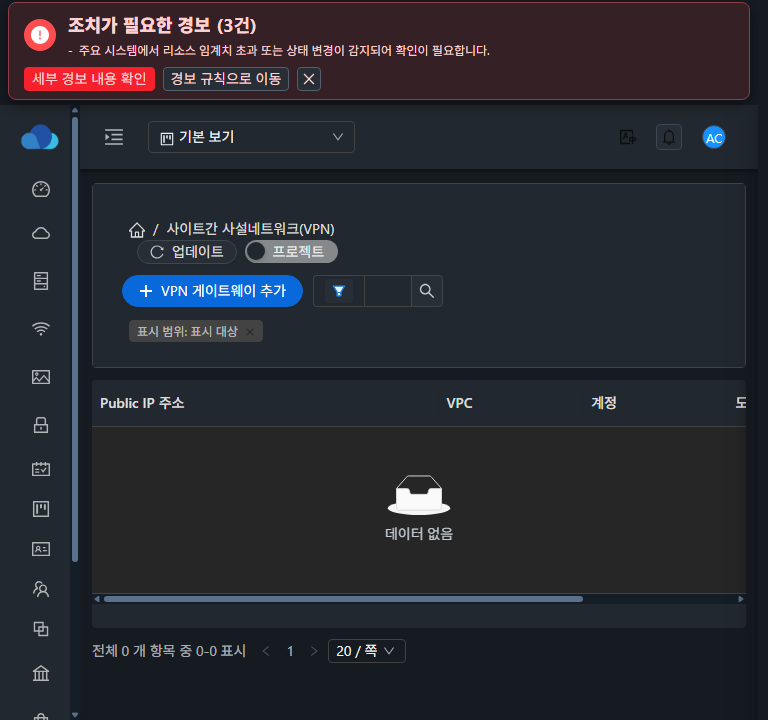 조치가 필요한 경보 (3건)
- 주요 시스템에서 리소스 임계치 초과 또는 상태 변경이 감지되어 확인이 필요합니다.
세부 경보 내용 확인
경보 규칙으로 이동
기본 보기
AC
/ 사이트간 사설네트워크(VPN)
업데이트
프로젝트
VPN 게이트웨이 추가
표시 범위: 표시 대상
Public IP 주소 VPC 계정
데이터 없음
전체 0 개 항목 중 0-0 표시
1
20 / 쪽